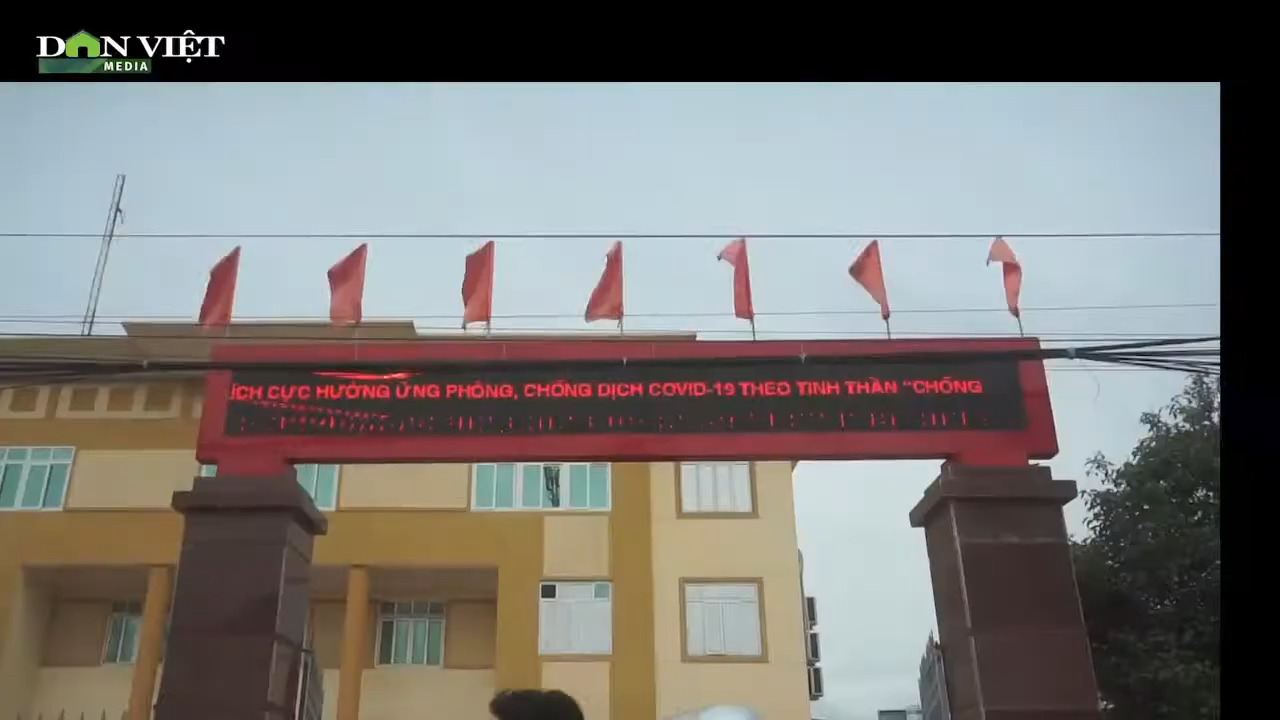 DÂN VIỆT
MEDIA
ÍCH CỰC HƯỞNG ỨNG PHÒNG, CHỐNG DỊCH COVID-19 THEO TINH THẦN "CHỐNG